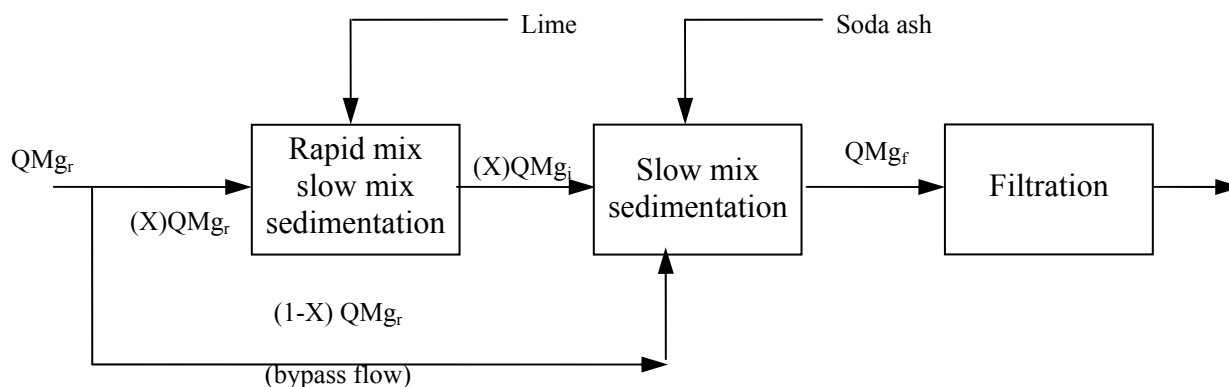 Lime
Soda ash
QMgᵣ
(X)QMgᵣ
Rapid mix
slow mix
sedimentation
(X)QMgᵢ
Slow mix
sedimentation
QMg_f
Filtration
(1-X) QMgᵣ
(bypass flow)